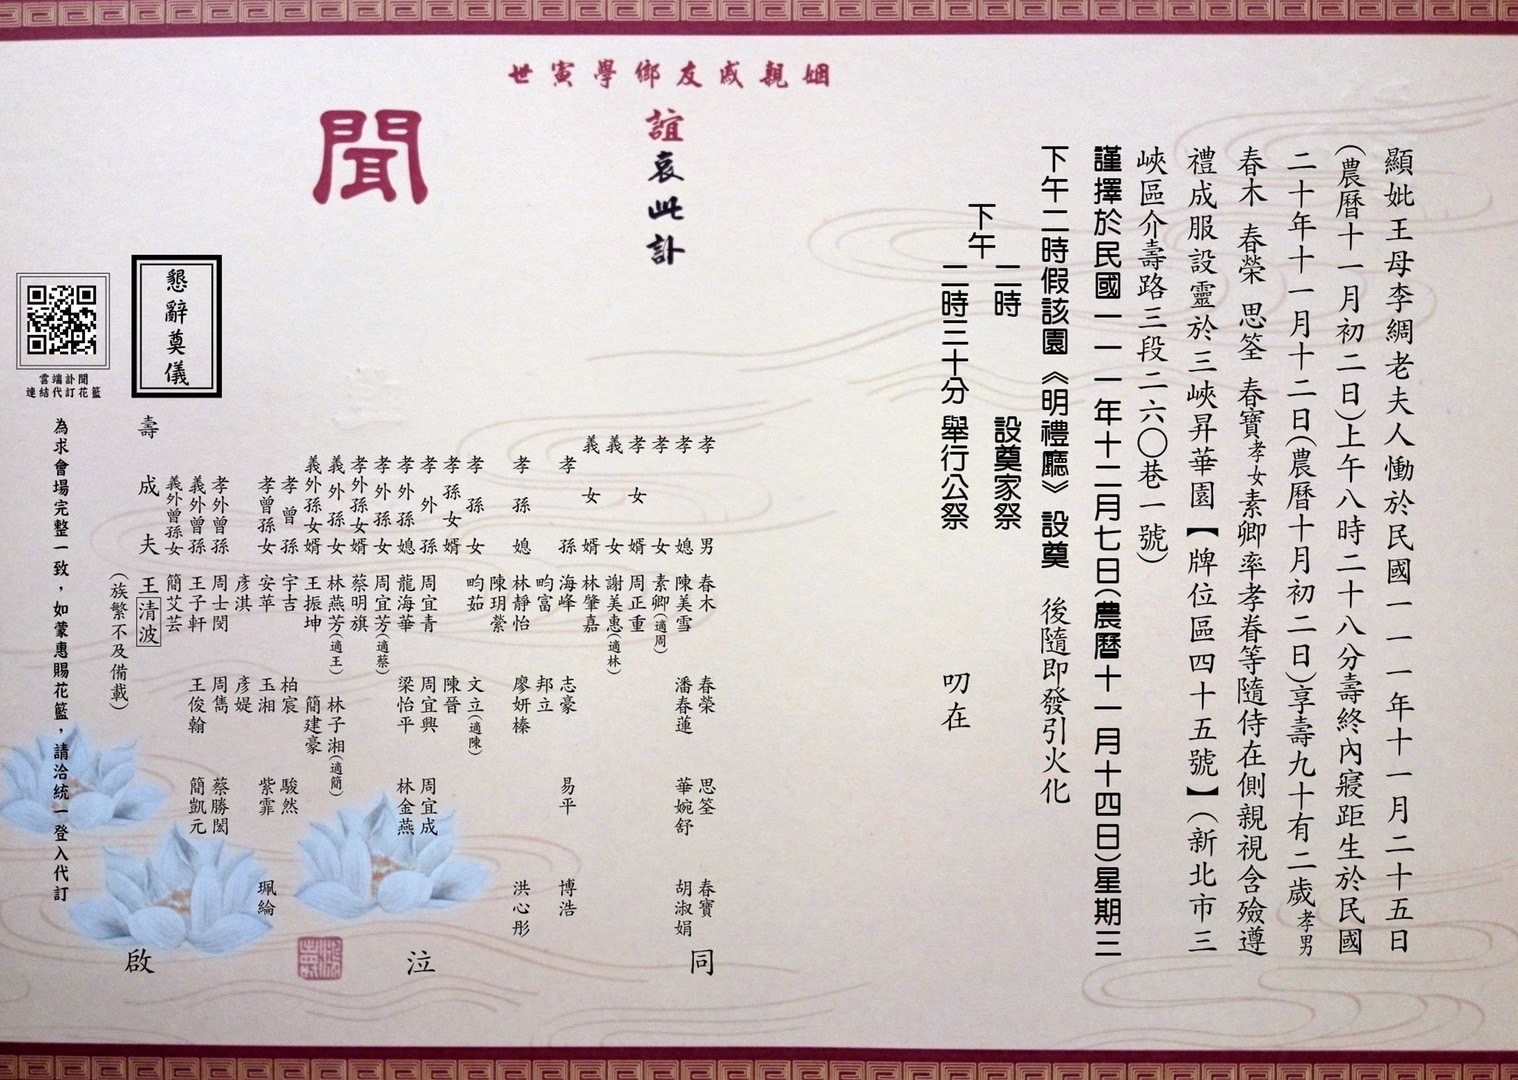 顯妣王母李綢老夫人慟於民國一一一年十一月二十五日
(農曆十一月初二日)上午八時二十八分壽終內寢距生於民國
二十年十一月十二日(農曆十月初二日)享壽九十有二歲孝男
春木 春榮 思筌 春寶孝女素卿率孝眷等隨侍在側親視含殮遵
禮成服設靈於三峽昇華園【牌位區四十五號】(新北市三
峽區介壽路三段二六〇巷一號)
謹擇於民國一一一年十二月七日(農曆十一月十四日)星期三
下午二時假該園《明禮廳》設奠 後隨即發引火化
下午
二時 設奠家祭
二時三十分 舉行公祭 叨在
姻親戚友鄉學寅世
誼哀此訃
聞
孝男 春木 春榮 思筌 春寶
孝媳 陳美雪 潘春蓮 華婉舒 胡淑娟
孝女 素卿(適周)
孝女婿 周正重
義女 謝美惠(適林)
義女婿 林肇嘉
孝孫 海峰 志豪 易平 博浩
昀富 邦立
孝孫媳 林靜怡 廖妍榛 洪心彤
陳玥縈
孝孫女 昀茹 文立(適陳)
孝孫女婿 陳晉
孝外孫 周宜青 周宜興 周宜成
孝外孫媳 龍海華 梁怡平 林金燕
孝外孫女 周宜芳(適蔡)
孝外孫女婿 蔡明旗
義外孫女 林燕芳(適王) 林子湘(適簡)
義外孫女婿 王振坤 簡建豪
孝曾孫 宇吉 柏宸 駿然
孝曾孫女 安葦 玉湘 紫霏 珮綸
彥淇 彥媞
孝外曾孫 周士閔 周雋 蔡勝閎
義外曾孫 王子軒 王俊翰 簡凱元
義外曾孫女 簡艾芸
壽成夫 王清波
(族繁不及備載)
同泣啟
懇辭奠儀
雲端訃聞
連結代訂花籃
為求會場完整一致，如蒙惠賜花籃，請洽統一登入代訂